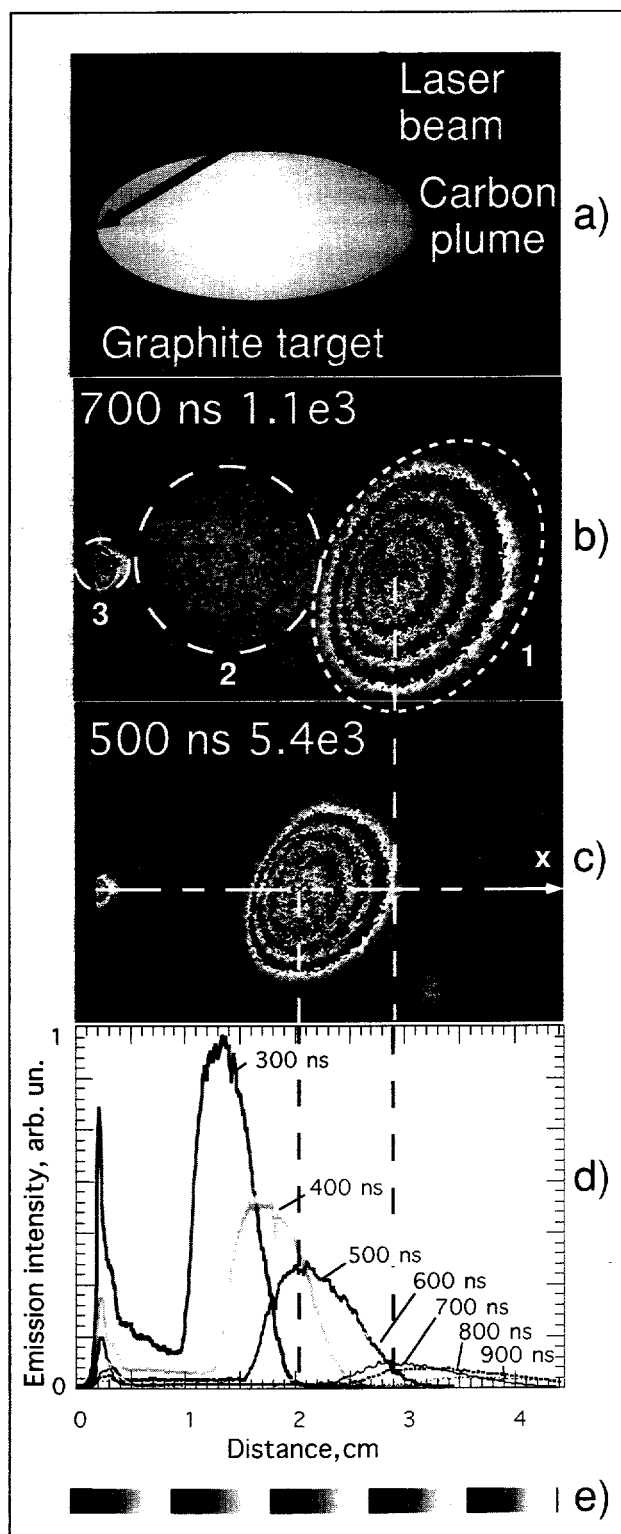 Laser
beam
Carbon
plume
a)
Graphite target
700 ns 1.1e3
b)
3
2
1
500 ns 5.4e3
x
c)
1
300 ns
400 ns
500 ns
600 ns
700 ns
800 ns
900 ns
d)
Emission intensity, arb. un.
0
0 1 2 3 4
Distance, cm
e)